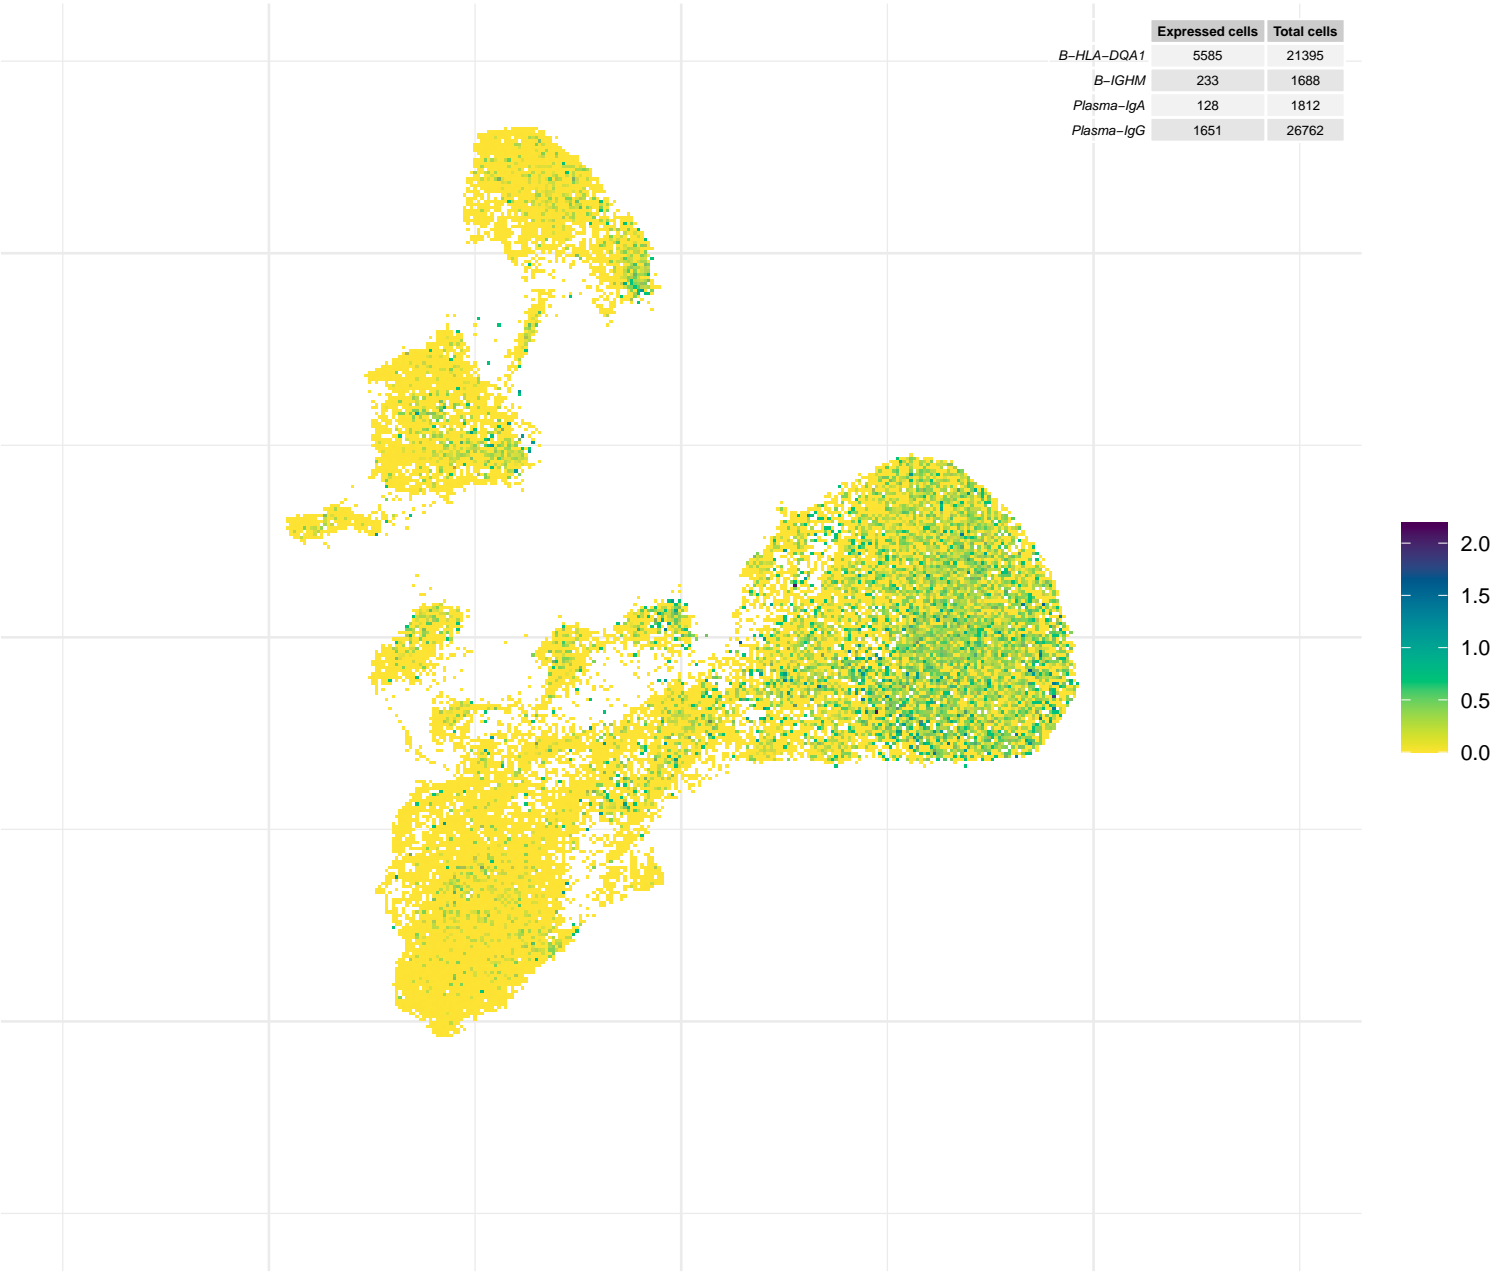 Expressed cells Total cells
B−HLA−DQA1 5585 21395
B−IGHM 233 1688
Plasma−IgA 128 1812
Plasma−IgG 1651 26762
2.0
1.5
1.0
0.5
0.0